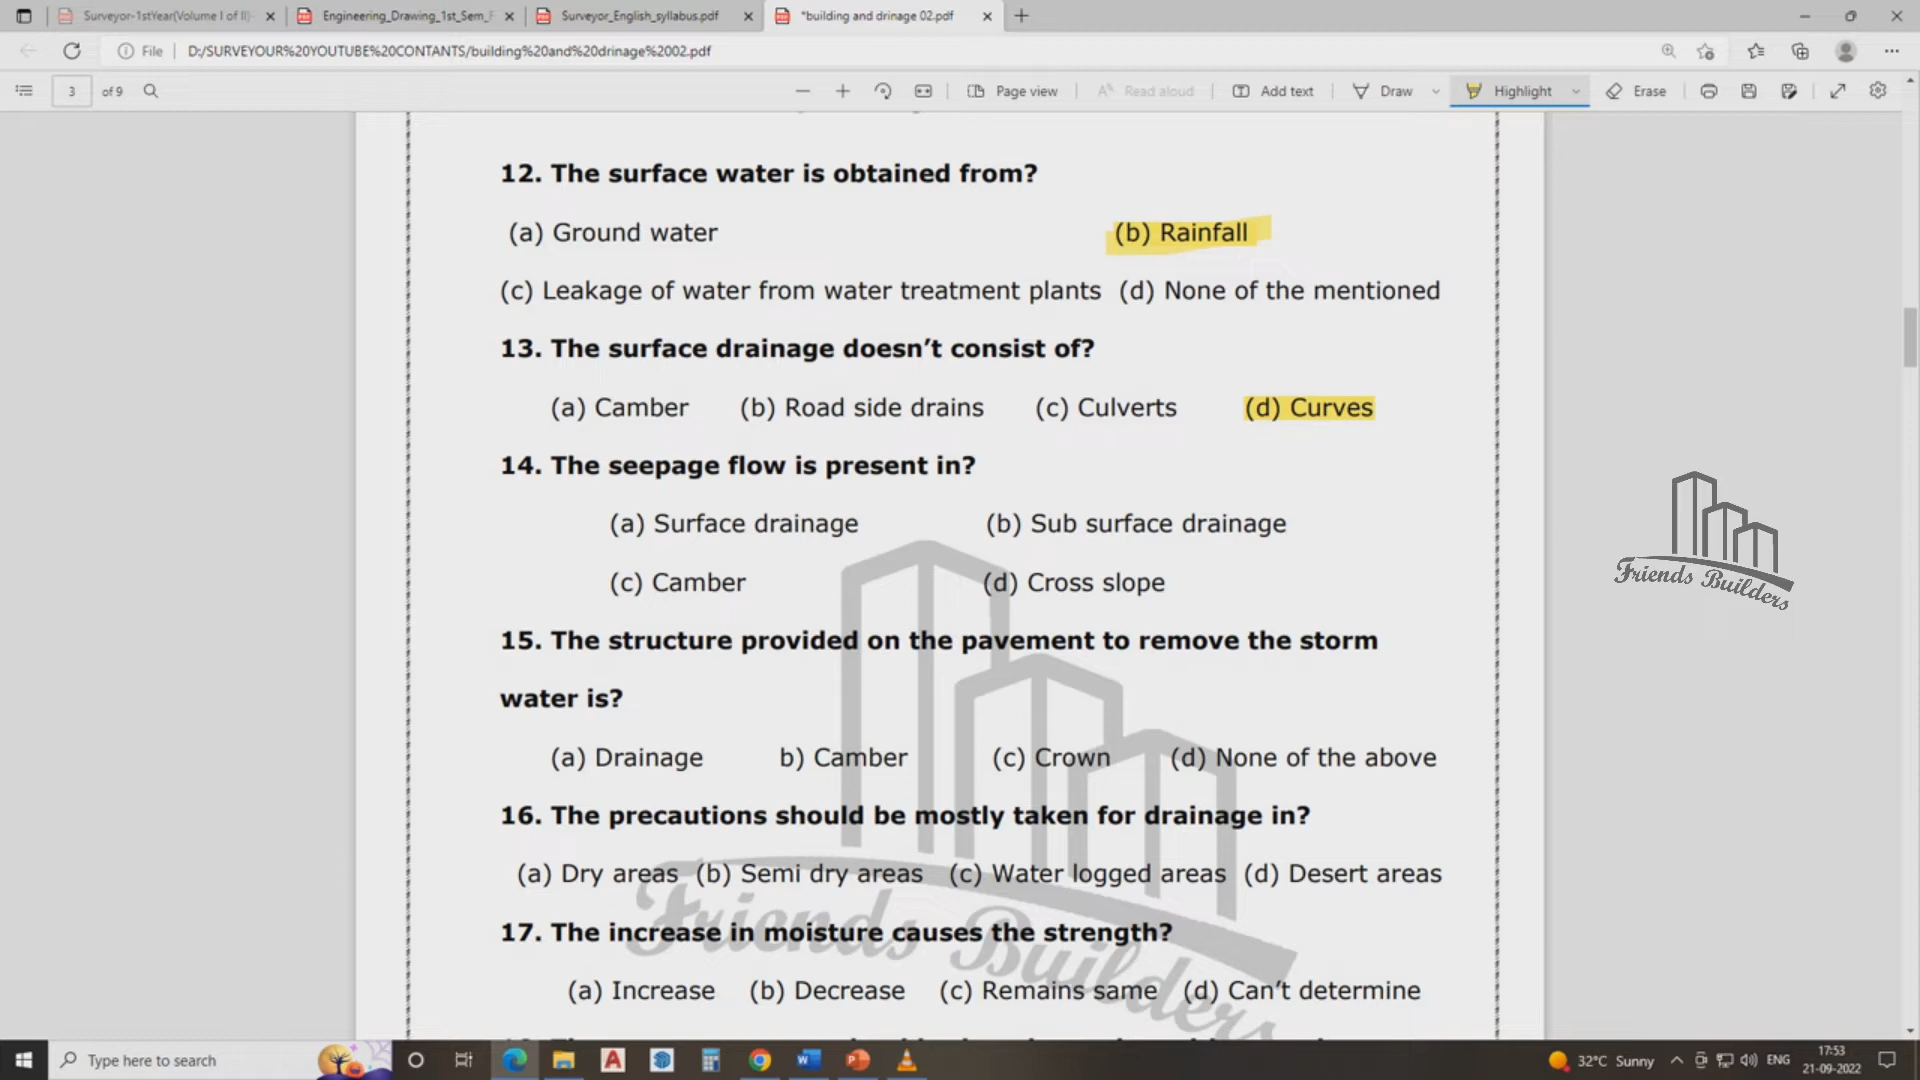 Surveyor-1stYear(Volume I of II)-
Engineering_Drawing_1st_Sem_F
Surveyor_English_syllabus.pdf
*building and drinage 02.pdf
File
D:/SURVEYOUR%20YOUTUBE%20CONTANTS/building%20and%20drinage%2002.pdf
3 of 9
Page view
Read aloud
Add text
Draw
Highlight
Erase
12. The surface water is obtained from?
(a) Ground water (b) Rainfall
(c) Leakage of water from water treatment plants (d) None of the mentioned
13. The surface drainage doesn’t consist of?
(a) Camber (b) Road side drains (c) Culverts (d) Curves
14. The seepage flow is present in?
(a) Surface drainage (b) Sub surface drainage
(c) Camber (d) Cross slope
Friends Builders
15. The structure provided on the pavement to remove the storm
water is?
(a) Drainage b) Camber (c) Crown (d) None of the above
16. The precautions should be mostly taken for drainage in?
(a) Dry areas (b) Semi dry areas (c) Water logged areas (d) Desert areas
Friends Builders
17. The increase in moisture causes the strength?
(a) Increase (b) Decrease (c) Remains same (d) Can’t determine
Type here to search
32°C Sunny
ENG
17:53
21-09-2022